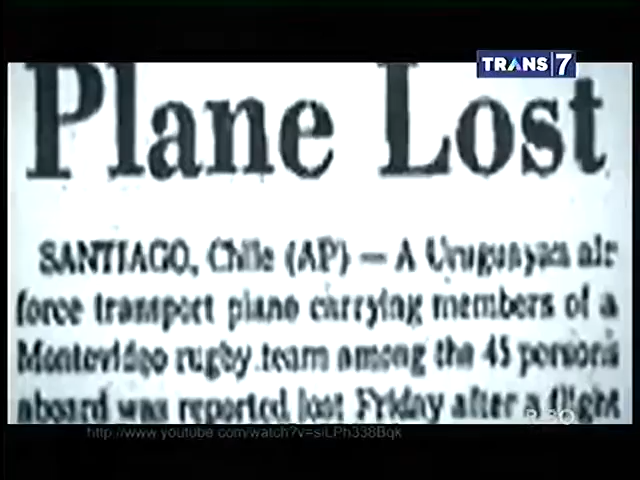 TRANS 7
Plane Lost
SANTIAGO, Chile (AP) — A Uruguayan air
force transport plane carrying members of a
Montevideo rugby team among the 45 persons
aboard was reported lost Friday after a flight
http://www.youtube.com/watch?v=siLPh338Bqk